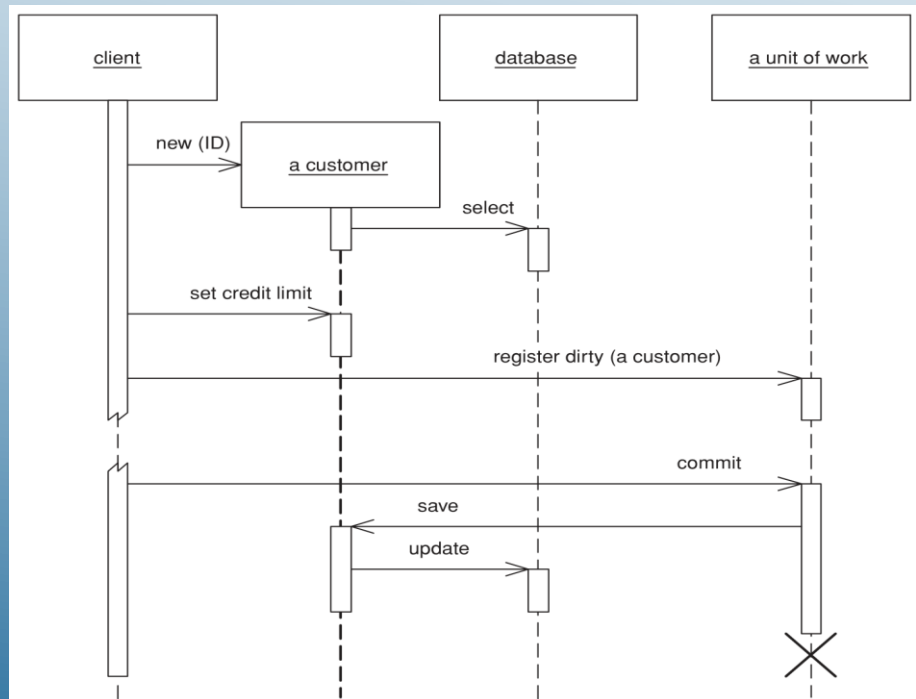 client
database
a unit of work
new (ID)
a customer
select
set credit limit
register dirty (a customer)
commit
save
update